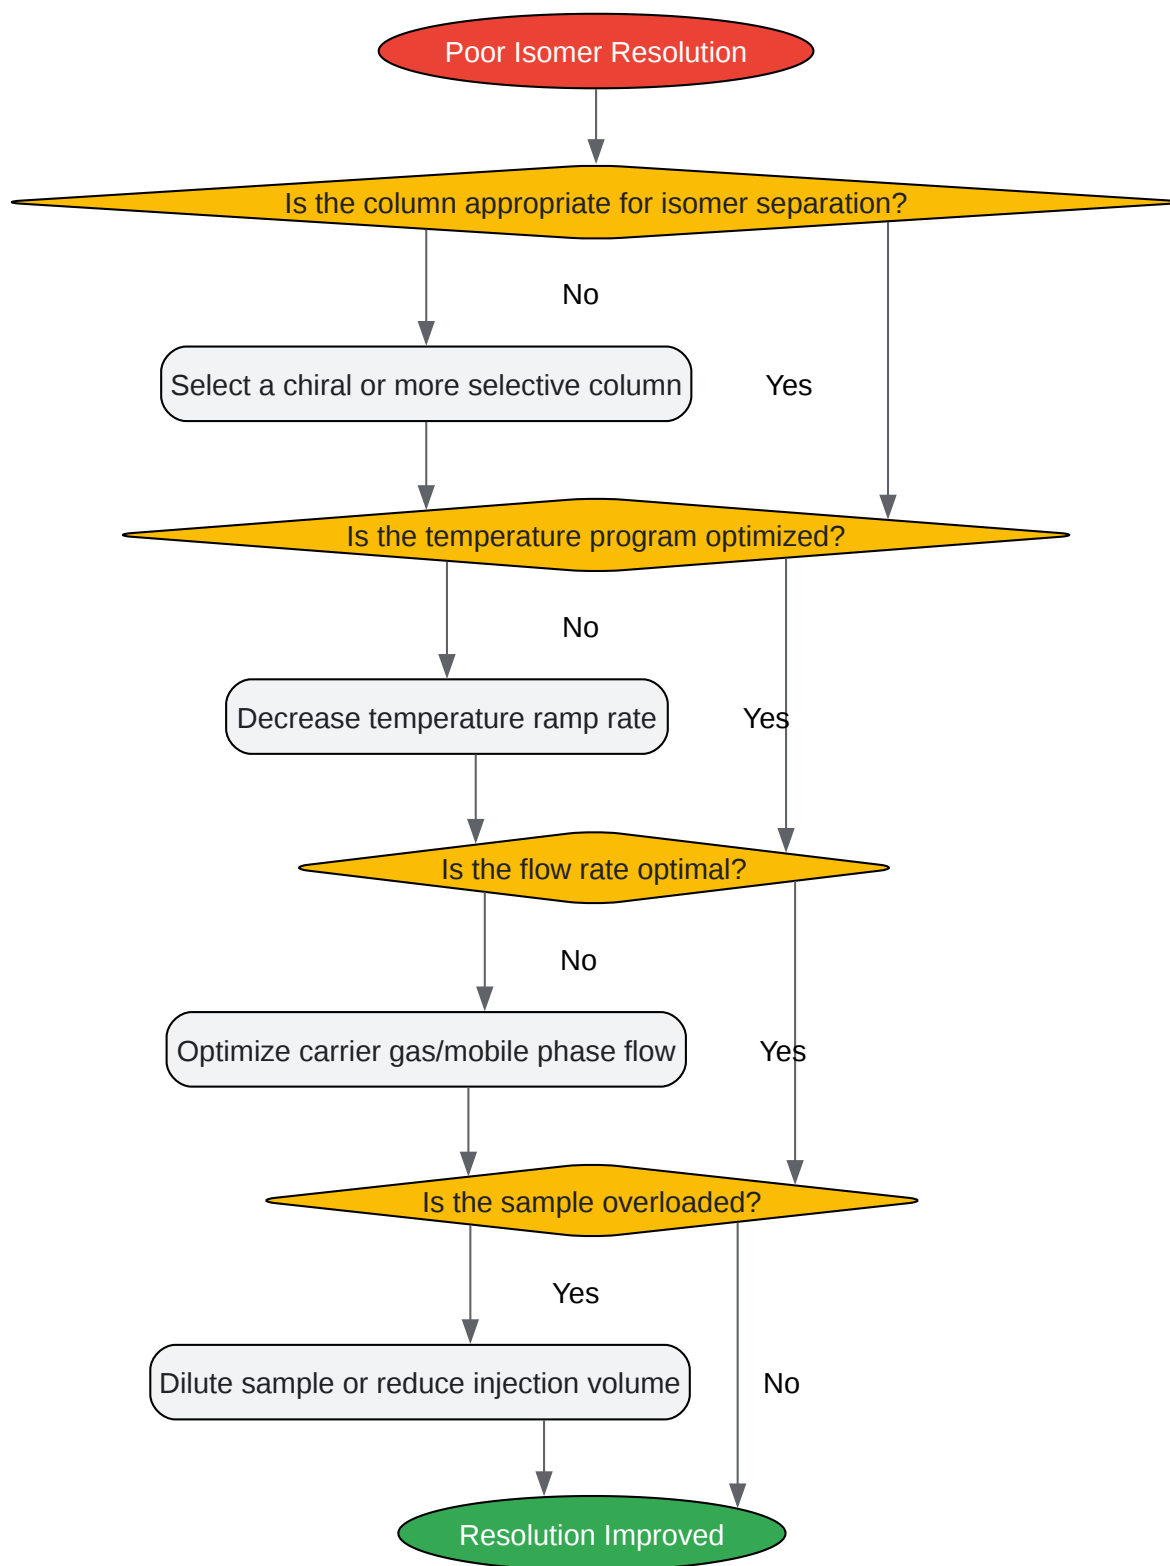 Poor Isomer Resolution
Is the column appropriate for isomer separation?
No
Select a chiral or more selective column
Yes
Is the temperature program optimized?
No
Decrease temperature ramp rate
Yes
Is the flow rate optimal?
No
Optimize carrier gas/mobile phase flow
Yes
Is the sample overloaded?
Yes
Dilute sample or reduce injection volume
No
Resolution Improved